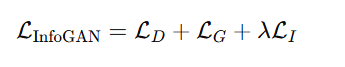 ℒ_InfoGAN = ℒ_D + ℒ_G + λℒ_I